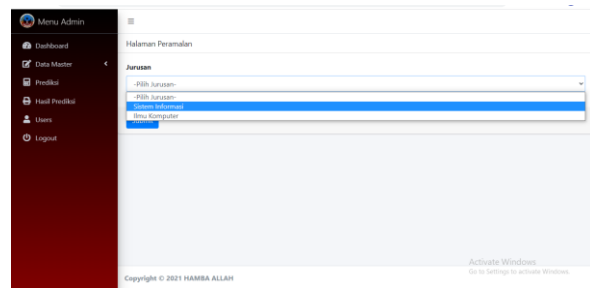 Menu Admin
Dashboard
Data Master
Prediksi
Hasil Prediksi
Users
Logout
Halaman Peramalan
Jurusan
-Pilih Jurusan-
-Pilih Jurusan-
Sistem Informasi
Ilmu Komputer
Submit
Activate Windows
Go to Settings to activate Windows.
Copyright © 2021 HAMBA ALLAH